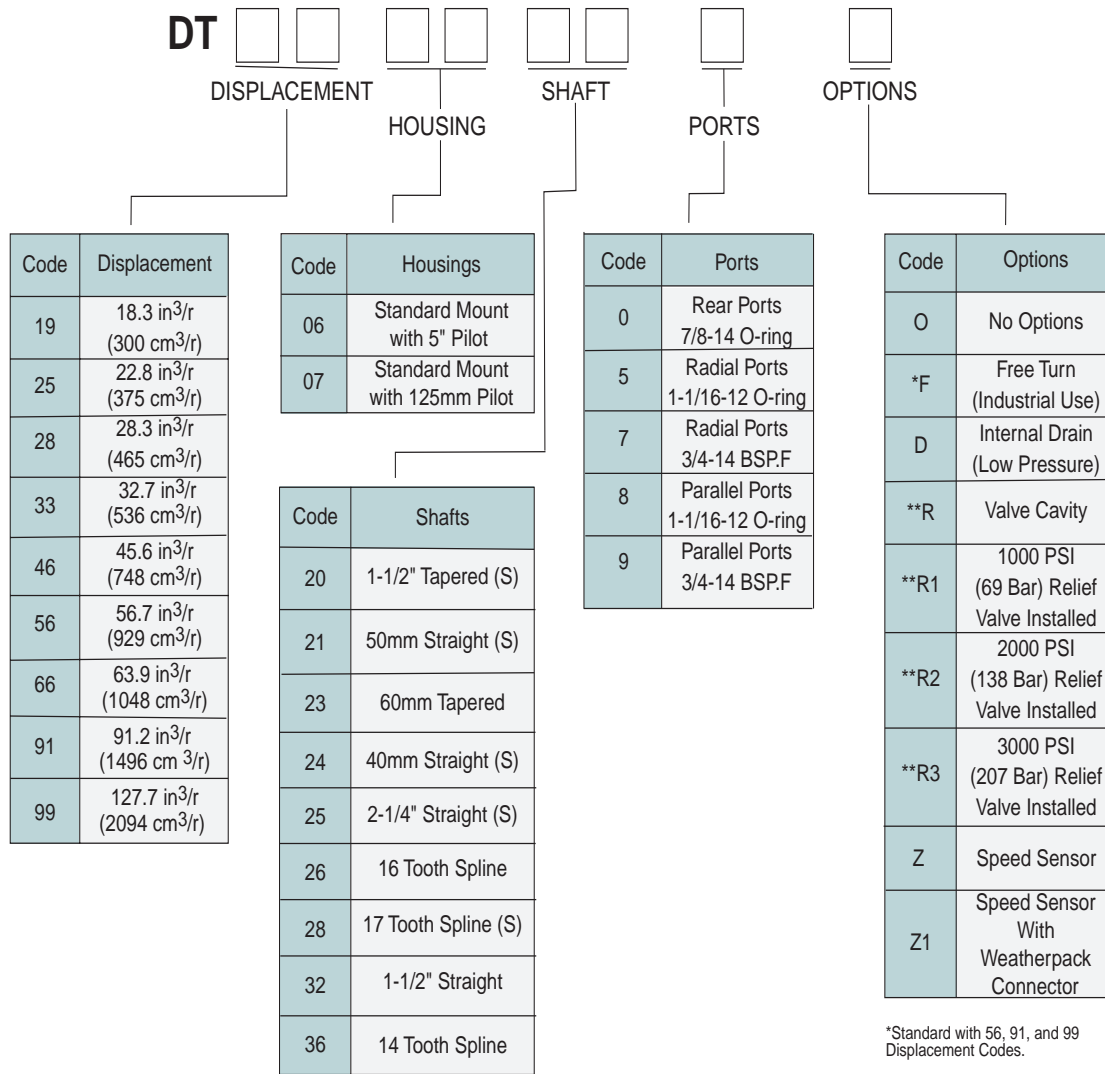 DT
DISPLACEMENT
HOUSING
SHAFT
PORTS
OPTIONS
Code Displacement
19 18.3 in3/r
(300 cm3/r)
25 22.8 in3/r
(375 cm3/r)
28 28.3 in3/r
(465 cm3/r)
33 32.7 in3/r
(536 cm3/r)
46 45.6 in3/r
(748 cm3/r)
56 56.7 in3/r
(929 cm3/r)
66 63.9 in3/r
(1048 cm3/r)
91 91.2 in3/r
(1496 cm 3/r)
99 127.7 in3/r
(2094 cm3/r)
Code Housings
06 Standard Mount
with 5" Pilot
07 Standard Mount
with 125mm Pilot
Code Shafts
20 1-1/2" Tapered (S)
21 50mm Straight (S)
23 60mm Tapered
24 40mm Straight (S)
25 2-1/4" Straight (S)
26 16 Tooth Spline
28 17 Tooth Spline (S)
32 1-1/2" Straight
36 14 Tooth Spline
Code Ports
0 Rear Ports
7/8-14 O-ring
5 Radial Ports
1-1/16-12 O-ring
7 Radial Ports
3/4-14 BSP.F
8 Parallel Ports
1-1/16-12 O-ring
9 Parallel Ports
3/4-14 BSP.F
Code Options
O No Options
*F Free Turn
(Industrial Use)
D Internal Drain
(Low Pressure)
**R Valve Cavity
**R1 1000 PSI
(69 Bar) Relief
Valve Installed
**R2 2000 PSI
(138 Bar) Relief
Valve Installed
**R3 3000 PSI
(207 Bar) Relief
Valve Installed
Z Speed Sensor
Z1 Speed Sensor
With
Weatherpack
Connector
*Standard with 56, 91, and 99
Displacement Codes.